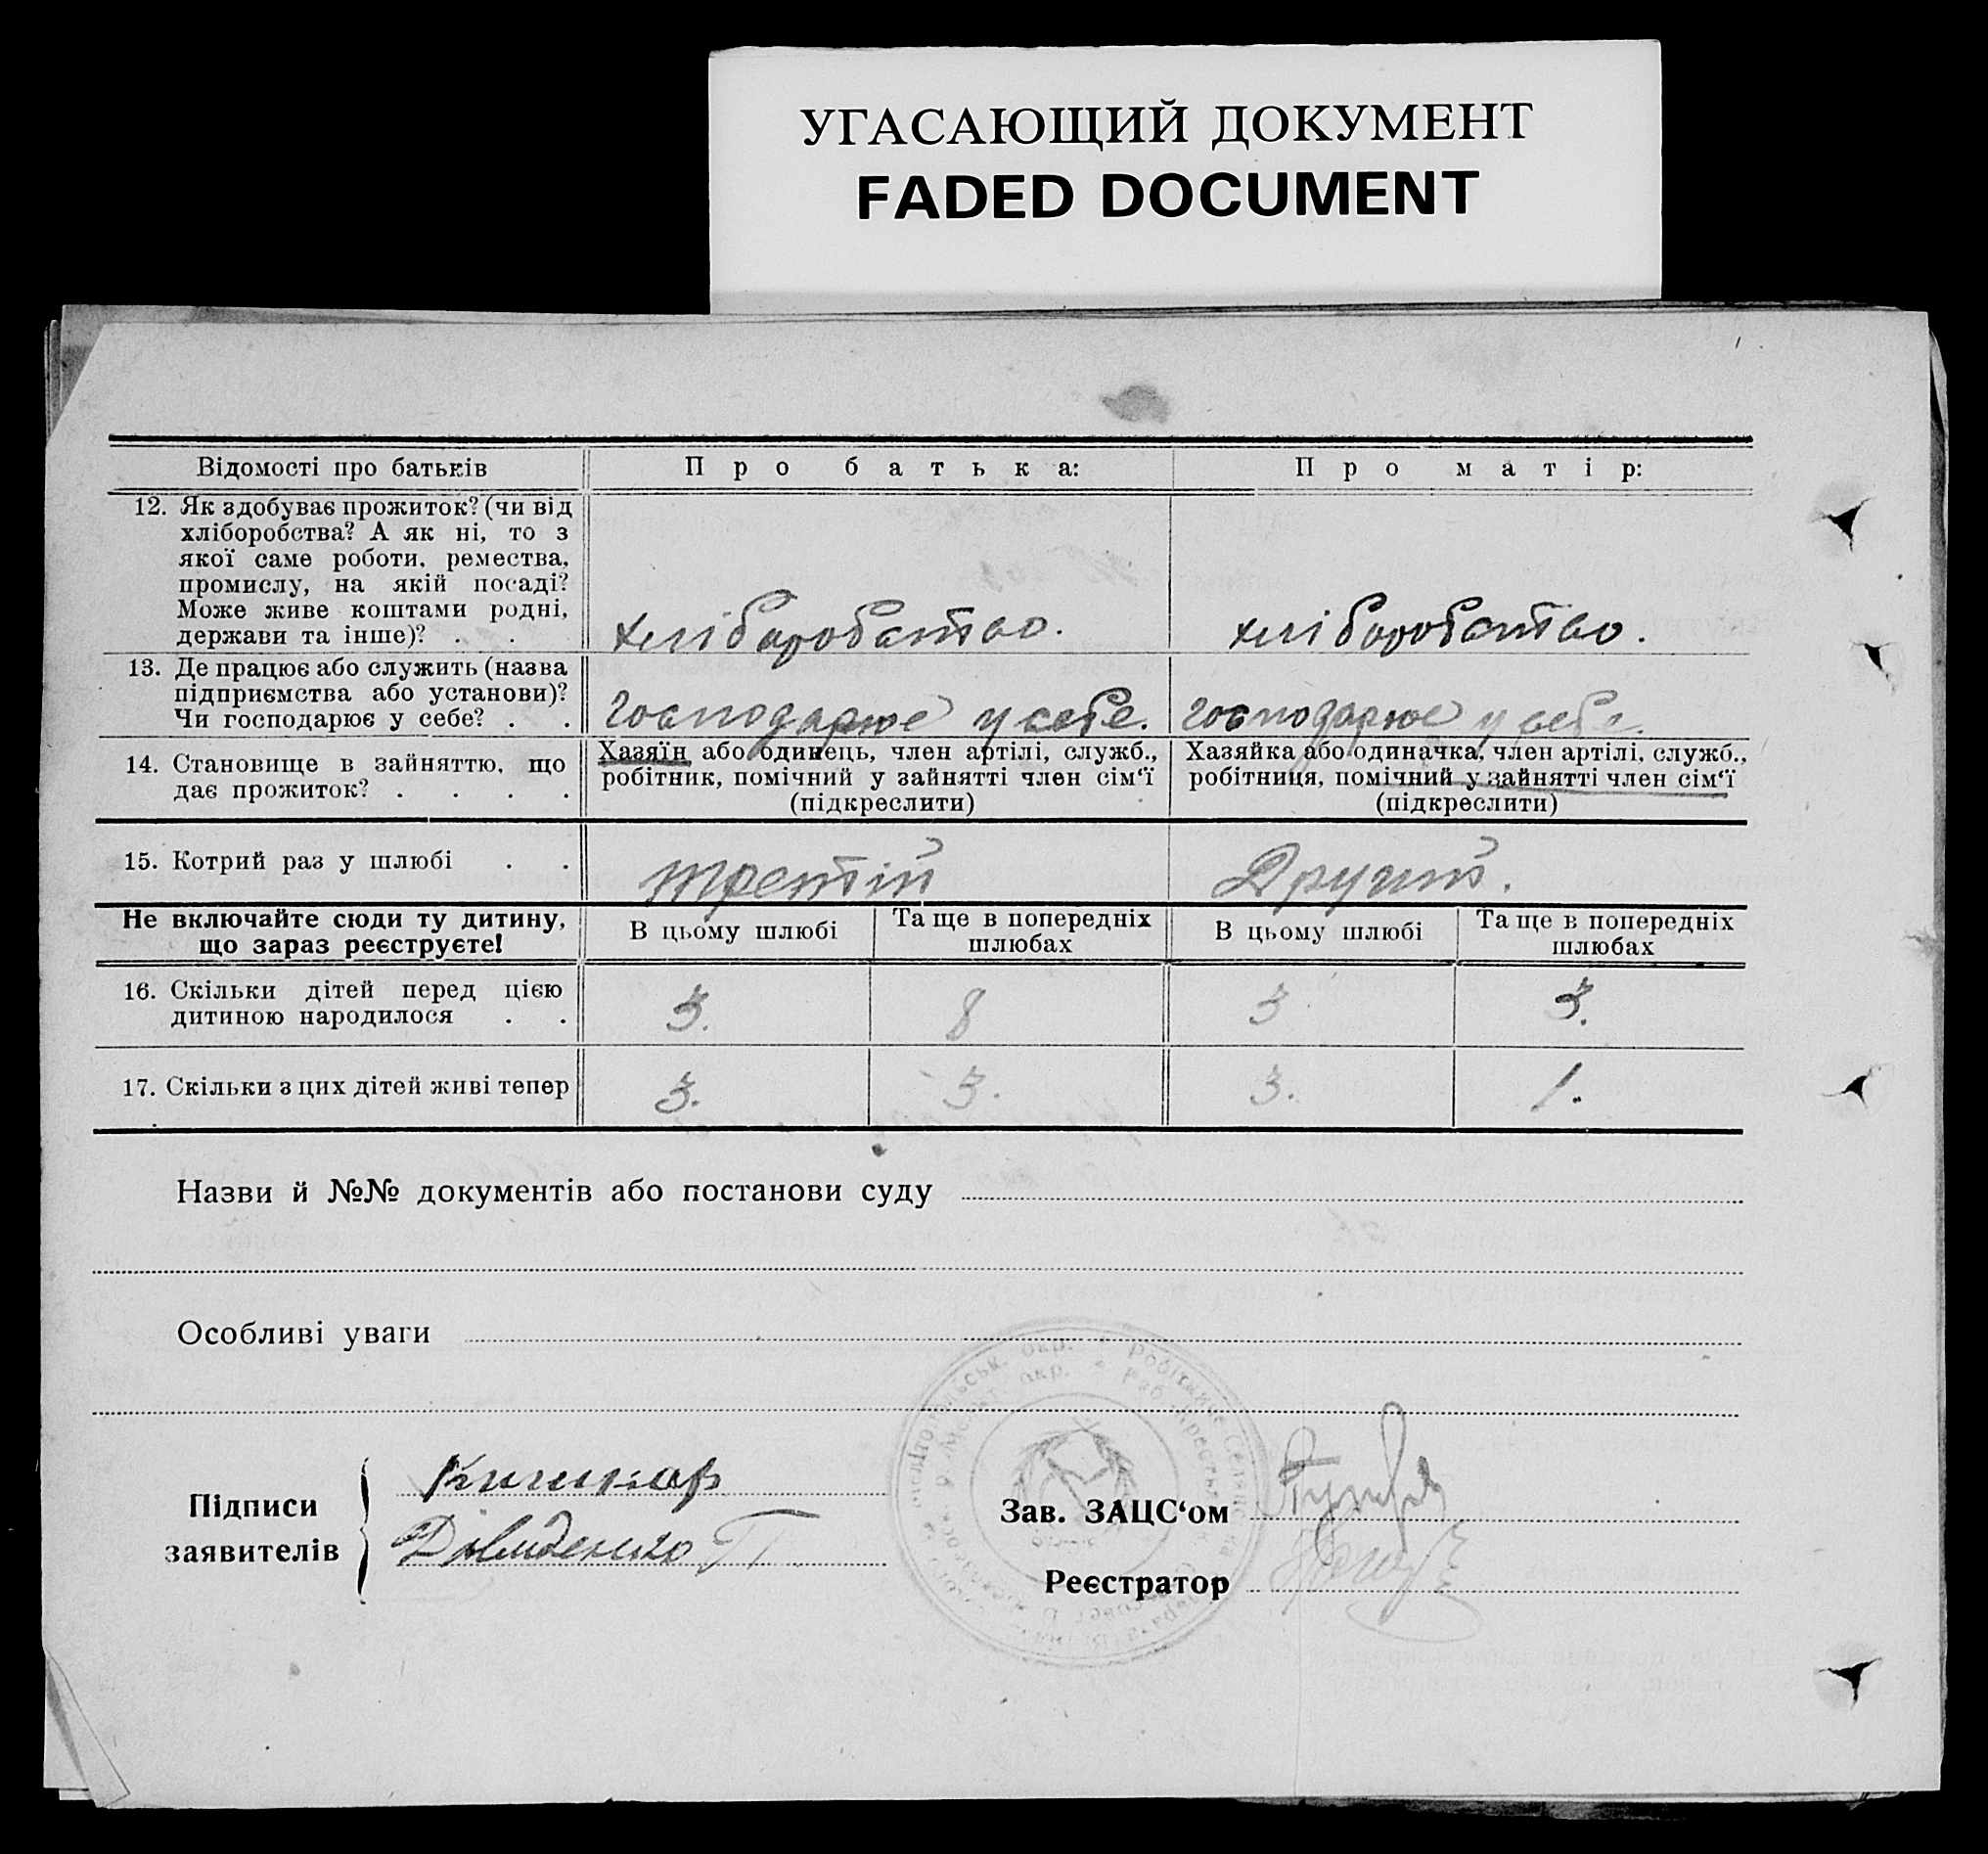 УГАСАЮЩИЙ ДОКУМЕНТ
FADED DOCUMENT
Відомості про батьків
Про батька:
Про матір:
12. Як здобуває прожиток? (чи від
хліборобства? А як ні, то з
якої саме роботи, ремества,
промислу, на якій посаді?
Може живе коштами родні,
держави та інше)? . .
хліборобство.
хліборобство.
13. Де працює або служить (назва
підприємства або установи)?
Чи господарює у себе? . .
господарює у себе.
господарює у себе.
14. Становище в зайняттю, що
дає прожиток? . . . .
Хазяїн або одинець, член артілі, служб.,
робітник, помічний у зайнятті член сім‘ї
(підкреслити)
Хазяйка або одиначка, член артілі, служб.,
робітниця, помічний у зайнятті член сім‘ї
(підкреслити)
15. Котрий раз у шлюбі . .
третій
Другий.
Не включайте сюди ту дитину,
що зараз реєструєте!
В цьому шлюбі
Та ще в попередніх
шлюбах
В цьому шлюбі
Та ще в попередніх
шлюбах
16. Скільки дітей перед цією
дитиною народилося . .
3.
8
3
3.
17. Скільки з цих дітей живі тепер
3.
3.
3.
1.
Назви й №№ документів або постанови суду
Особливі уваги
Підписи
заявителів
Зав. ЗАЦС‘ом
Реєстратор